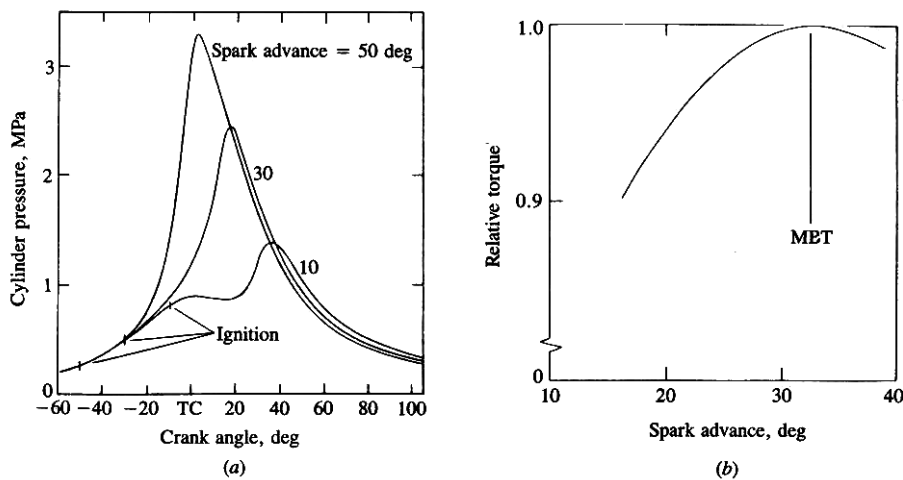 Spark advance = 50 deg
30
10
Ignition
Cylinder pressure, MPa
3
2
1
0
−60 −40 −20 TC 20 40 60 80 100
Crank angle, deg
(a)
Relative torque
1.0
0.9
0
MBT
10 20 30 40
Spark advance, deg
(b)